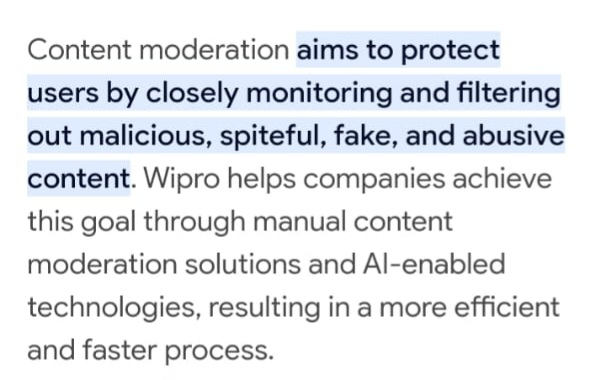 Content moderation aims to protect
users by closely monitoring and filtering
out malicious, spiteful, fake, and abusive
content. Wipro helps companies achieve
this goal through manual content
moderation solutions and AI-enabled
technologies, resulting in a more efficient
and faster process.